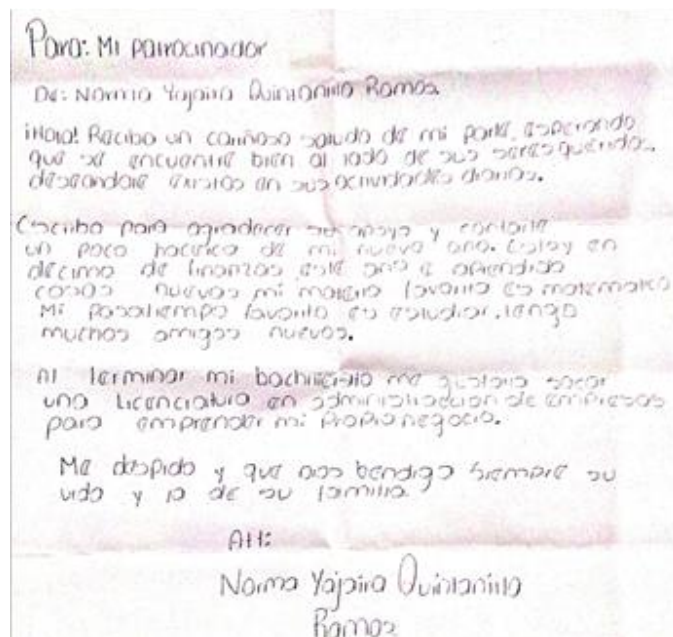 Para: Mi patrocinador
De: Norma Yajaira Quintanilla Ramos
¡Hola! Reciba un cariñoso saludo de mi parte, esperando
que se encuentre bien al lado de sus seres queridos,
deseandole exitos en sus actividades diarias.
Escribo para agradecer su apoyo y contarle
un poco hacerca de mi nuevo año. Estoy en
décimo de finanzas este año e aprendido
cosas nuevas mi materia favorita es matematica
Mi pasatiempo favorito es estudiar, tengo
muchos amigos nuevos.
Al terminar mi bachillerato me gustaria sacar
una Licenciatura en administracion de empresas
para emprender mi propio negocio.
Me despido y que dios bendiga siempre su
vida y la de su familia.
Att:
Norma Yajaira Quintanilla
Ramos